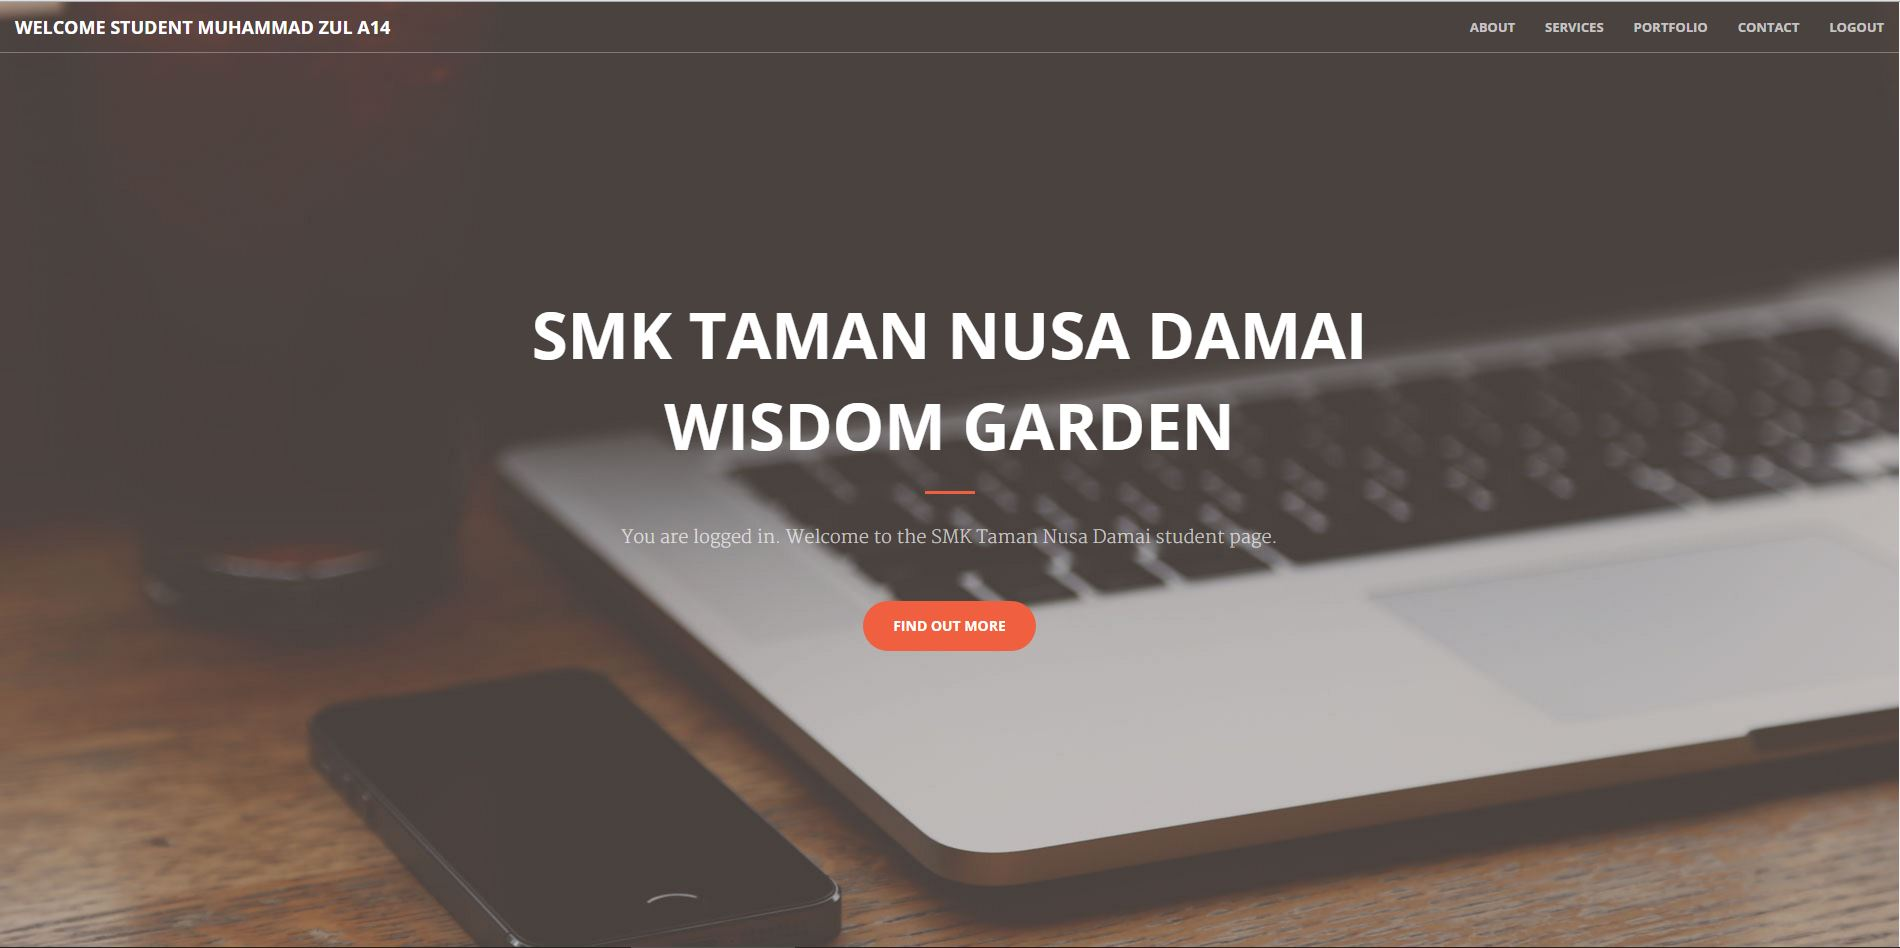 WELCOME STUDENT MUHAMMAD ZUL A14
ABOUT
SERVICES
PORTFOLIO
CONTACT
LOGOUT
SMK TAMAN NUSA DAMAI
WISDOM GARDEN
You are logged in. Welcome to the SMK Taman Nusa Damai student page.
FIND OUT MORE